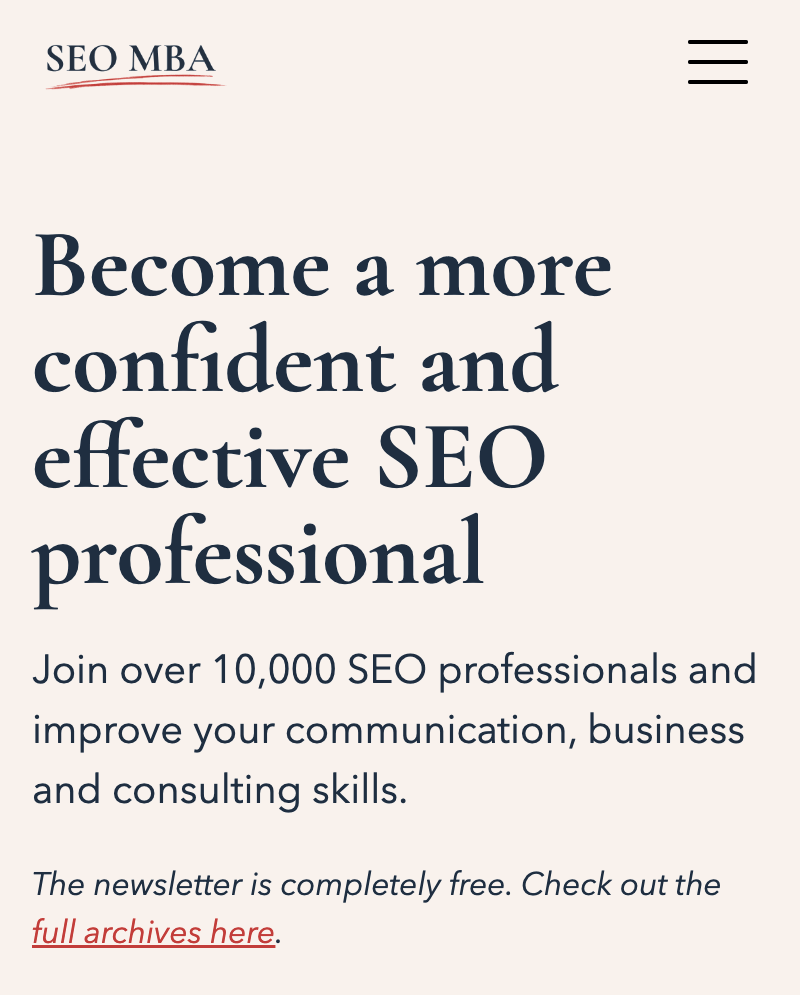 SEO MBA
Become a more
confident and
effective SEO
professional
Join over 10,000 SEO professionals and
improve your communication, business
and consulting skills.
The newsletter is completely free. Check out the
full archives here.